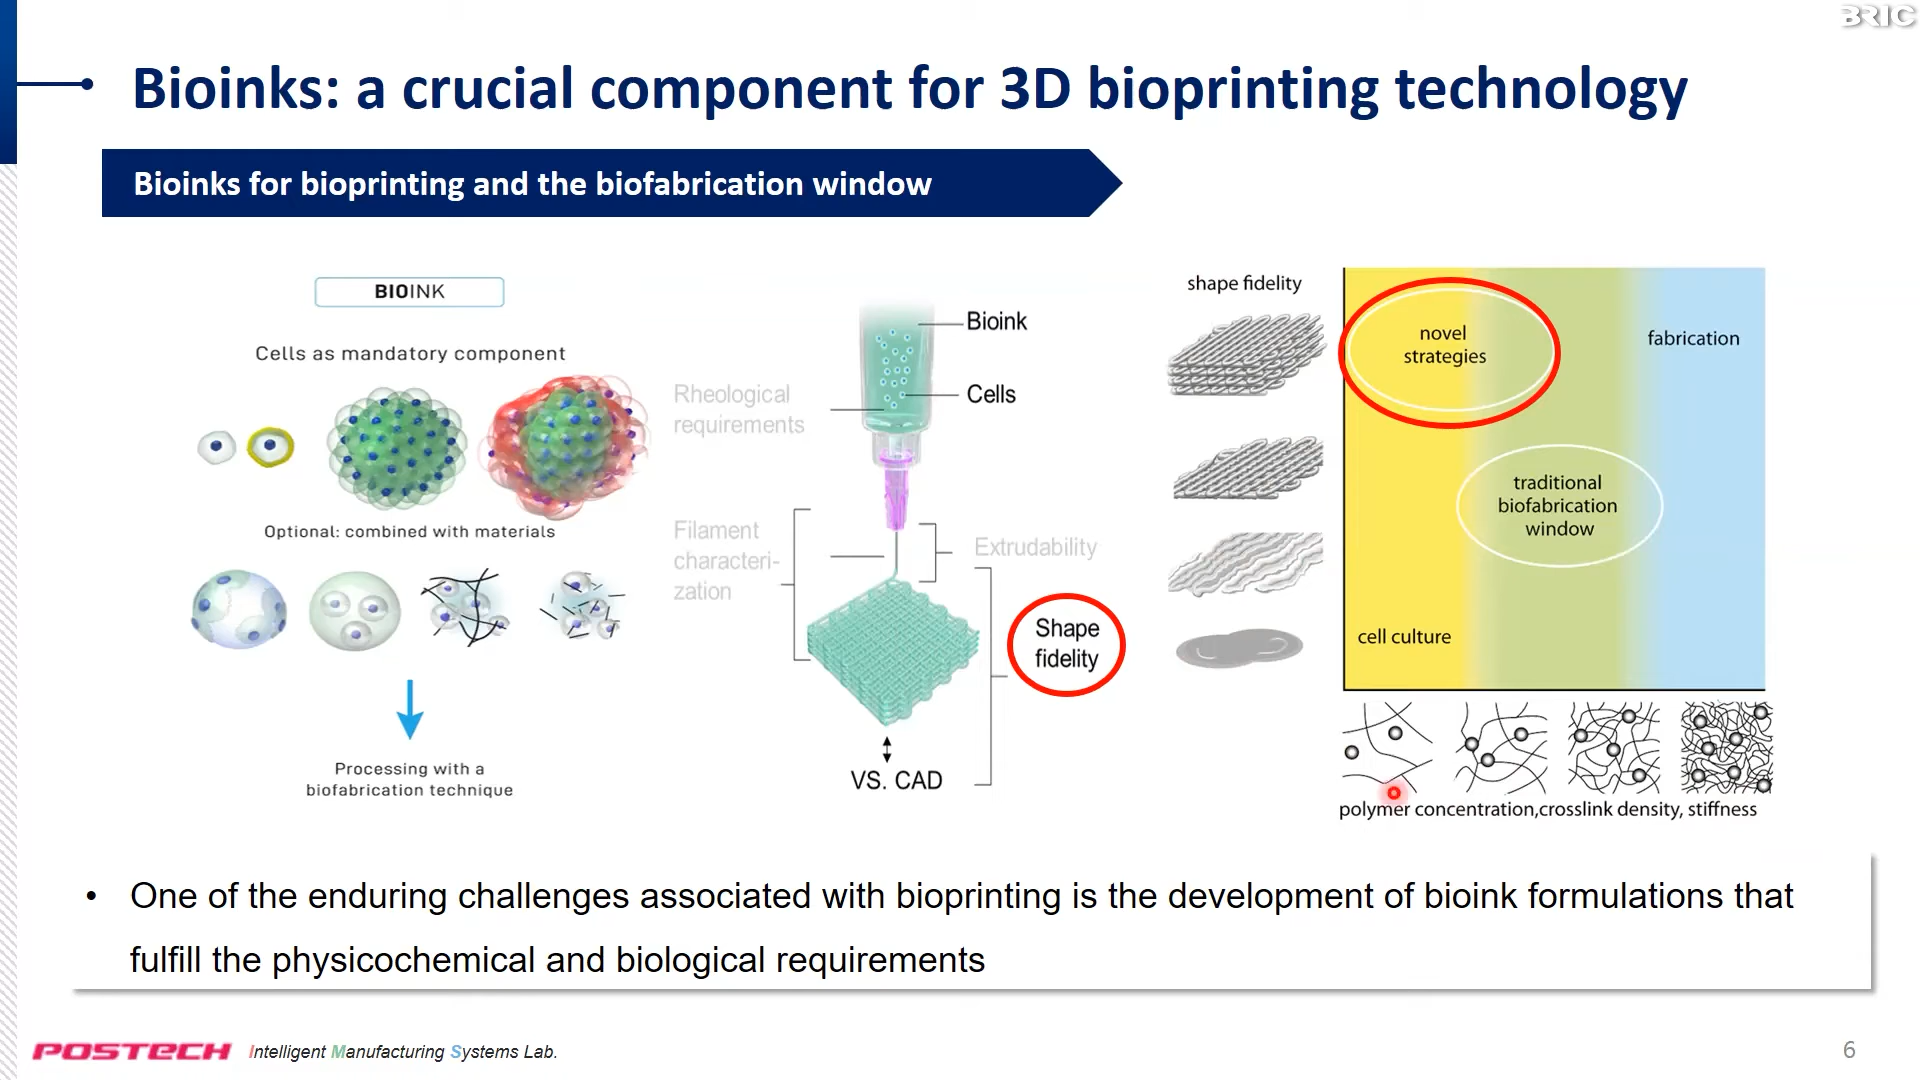 BRIC
Bioinks: a crucial component for 3D bioprinting technology
Bioinks for bioprinting and the biofabrication window
BIOINK
Cells as mandatory component
Optional: combined with materials
Processing with a
biofabrication technique
Bioink
Cells
Rheological
requirements
Filament
characteri-
zation
Extrudability
Shape
fidelity
VS. CAD
shape fidelity
novel
strategies
fabrication
traditional
biofabrication
window
cell culture
polymer concentration,crosslink density, stiffness
• One of the enduring challenges associated with bioprinting is the development of bioink formulations that
fulfill the physicochemical and biological requirements
POSTECH Intelligent Manufacturing Systems Lab.
6